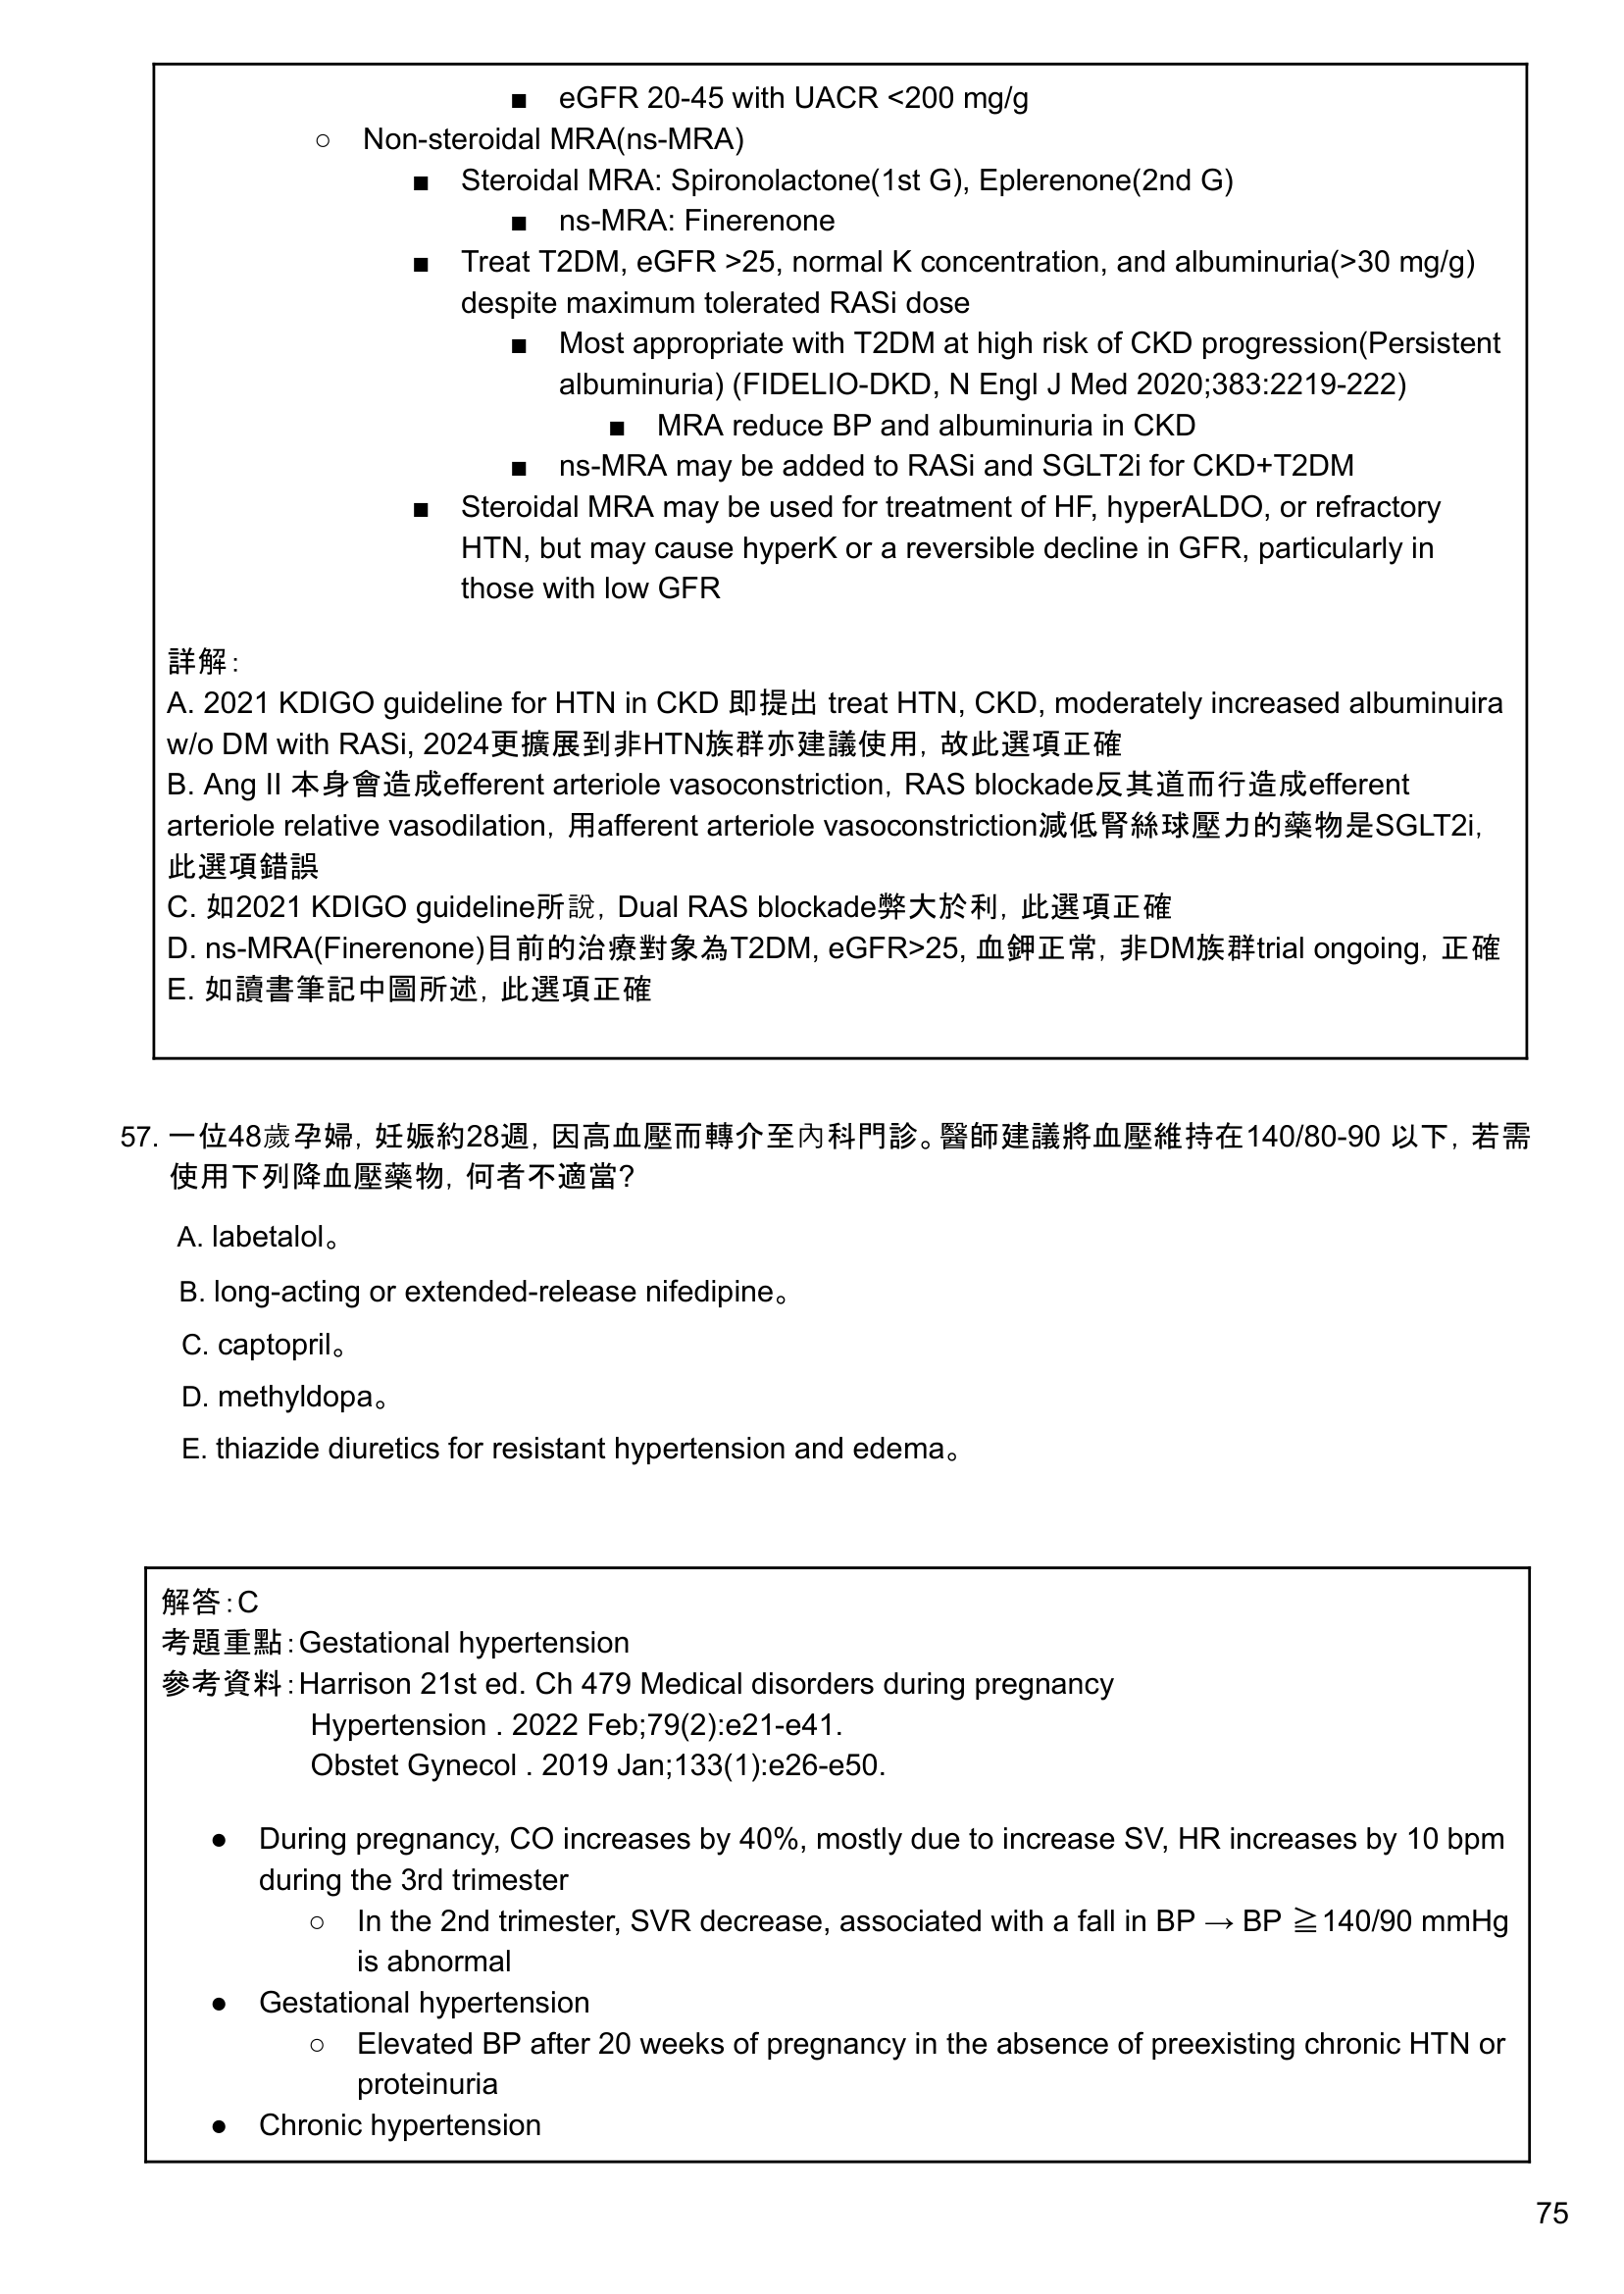 ■ eGFR 20-45 with UACR <200 mg/g
○ Non-steroidal MRA(ns-MRA)
■ Steroidal MRA: Spironolactone(1st G), Eplerenone(2nd G)
■ ns-MRA: Finerenone
■ Treat T2DM, eGFR >25, normal K concentration, and albuminuria(>30 mg/g)
despite maximum tolerated RASi dose
■ Most appropriate with T2DM at high risk of CKD progression(Persistent
albuminuria) (FIDELIO-DKD, N Engl J Med 2020;383:2219-222)
■ MRA reduce BP and albuminuria in CKD
■ ns-MRA may be added to RASi and SGLT2i for CKD+T2DM
■ Steroidal MRA may be used for treatment of HF, hyperALDO, or refractory
HTN, but may cause hyperK or a reversible decline in GFR, particularly in
those with low GFR
詳解：
A. 2021 KDIGO guideline for HTN in CKD 即提出 treat HTN, CKD, moderately increased albuminuira
w/o DM with RASi, 2024更擴展到非HTN族群亦建議使用，故此選項正確
B. Ang II 本身會造成efferent arteriole vasoconstriction，RAS blockade反其道而行造成efferent
arteriole relative vasodilation，用afferent arteriole vasoconstriction減低腎絲球壓力的藥物是SGLT2i，
此選項錯誤
C. 如2021 KDIGO guideline所說，Dual RAS blockade弊大於利，此選項正確
D. ns-MRA(Finerenone)目前的治療對象為T2DM, eGFR>25, 血鉀正常，非DM族群trial ongoing，正確
E. 如讀書筆記中圖所述，此選項正確
57. 一位48歲孕婦，妊娠約28週，因高血壓而轉介至內科門診。醫師建議將血壓維持在140/80-90 以下，若需
使用下列降血壓藥物，何者不適當？
A. labetalol。
B. long-acting or extended-release nifedipine。
C. captopril。
D. methyldopa。
E. thiazide diuretics for resistant hypertension and edema。
解答：C
考題重點：Gestational hypertension
參考資料：Harrison 21st ed. Ch 479 Medical disorders during pregnancy
Hypertension . 2022 Feb;79(2):e21-e41.
Obstet Gynecol . 2019 Jan;133(1):e26-e50.
● During pregnancy, CO increases by 40%, mostly due to increase SV, HR increases by 10 bpm
during the 3rd trimester
○ In the 2nd trimester, SVR decrease, associated with a fall in BP → BP ≧140/90 mmHg
is abnormal
● Gestational hypertension
○ Elevated BP after 20 weeks of pregnancy in the absence of preexisting chronic HTN or
proteinuria
● Chronic hypertension
75